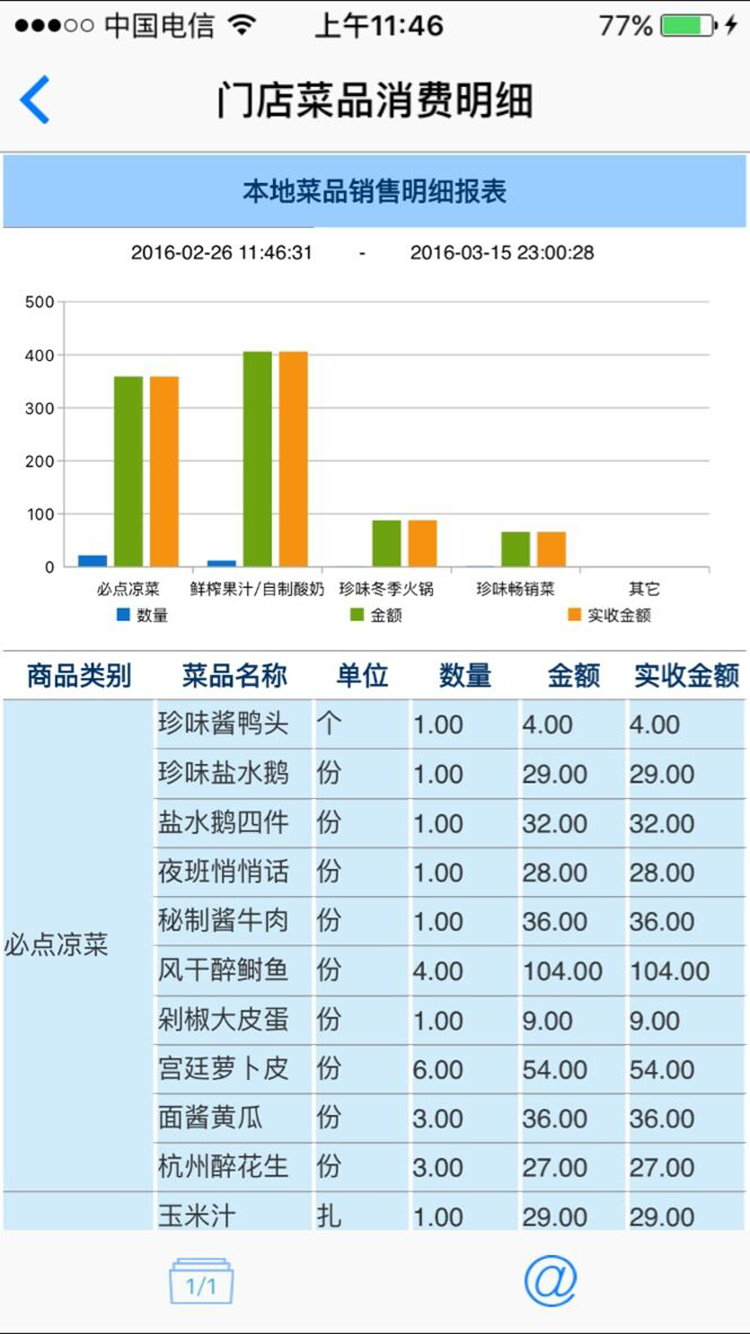 中国电信 上午11:46 77%
门店菜品消费明细
本地菜品销售明细报表
2016-02-26 11:46:31 - 2016-03-15 23:00:28
500
400
300
200
100
0
必点凉菜 鲜榨果汁/自制酸奶 珍味冬季火锅 珍味畅销菜 其它
数量 金额 实收金额
商品类别 菜品名称 单位 数量 金额 实收金额
珍味酱鸭头 个 1.00 4.00 4.00
珍味盐水鹅 份 1.00 29.00 29.00
盐水鹅四件 份 1.00 32.00 32.00
夜班悄悄话 份 1.00 28.00 28.00
秘制酱牛肉 份 1.00 36.00 36.00
必点凉菜
风干醉鲥鱼 份 4.00 104.00 104.00
剁椒大皮蛋 份 1.00 9.00 9.00
宫廷萝卜皮 份 6.00 54.00 54.00
面酱黄瓜 份 3.00 36.00 36.00
杭州醉花生 份 3.00 27.00 27.00
玉米汁 扎 1.00 29.00 29.00
1/1 @